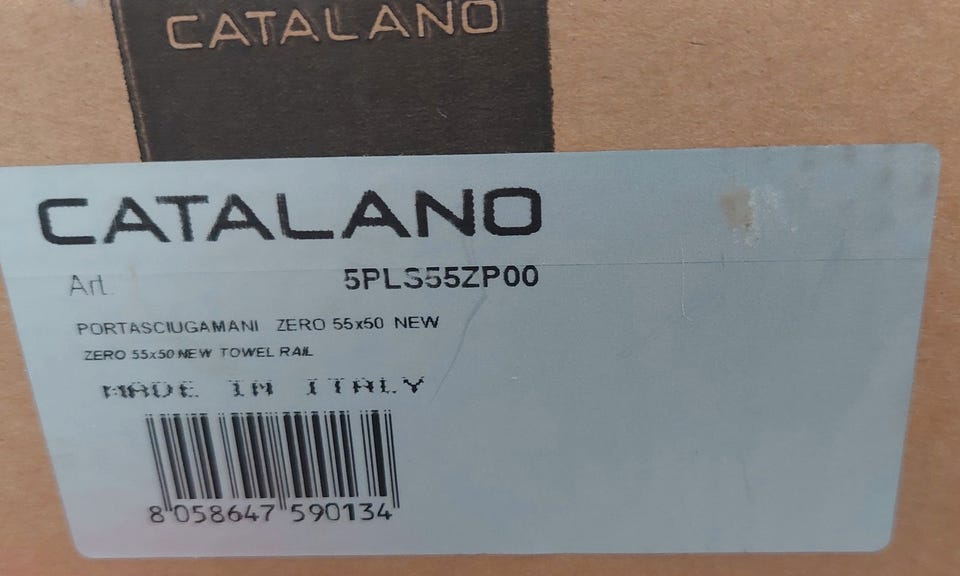 CATALANO
CATALANO
Art. 5PLS55ZP00
PORTASCIUGAMANI ZERO 55x50 NEW
ZERO 55x50 NEW TOWEL RAIL
MADE IN ITALY
8 058647 590134